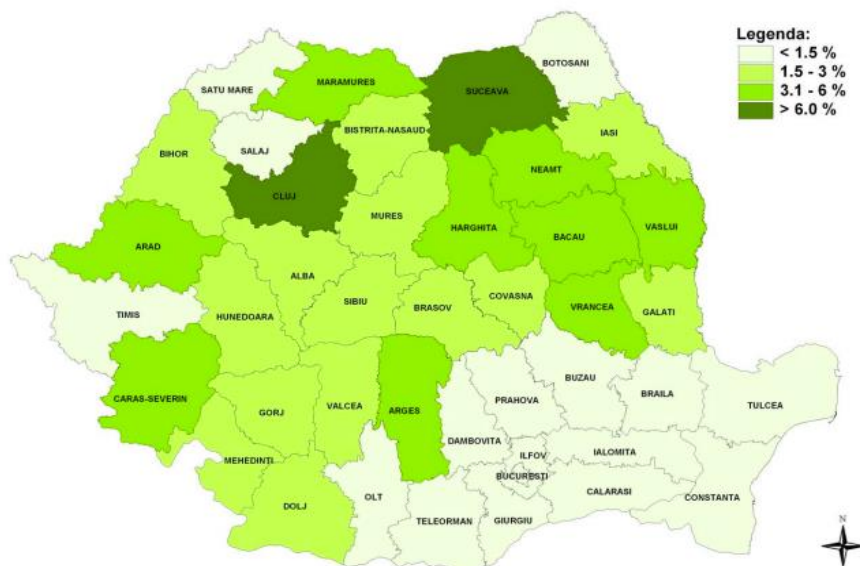 Legenda:
< 1.5 %
1.5 - 3 %
3.1 - 6 %
> 6.0 %
BOTOSANI
SATU MARE
MARAMURES
SUCEAVA
IASI
BISTRITA-NASAUD
SALAJ
BIHOR
NEAMT
CLUJ
MURES
HARGHITA
BACAU
VASLUI
ARAD
ALBA
COVASNA
SIBIU
BRASOV
VRANCEA
GALATI
TIMIS
HUNEDOARA
BUZAU
BRAILA
TULCEA
CARAS-SEVERIN
PRAHOVA
VALCEA
ARGES
GORJ
DAMBOVITA
ILFOV
IALOMITA
MEHEDINTI
BUCURESTI
CALARASI
CONSTANTA
OLT
DOLJ
TELEORMAN
GIURGIU
N